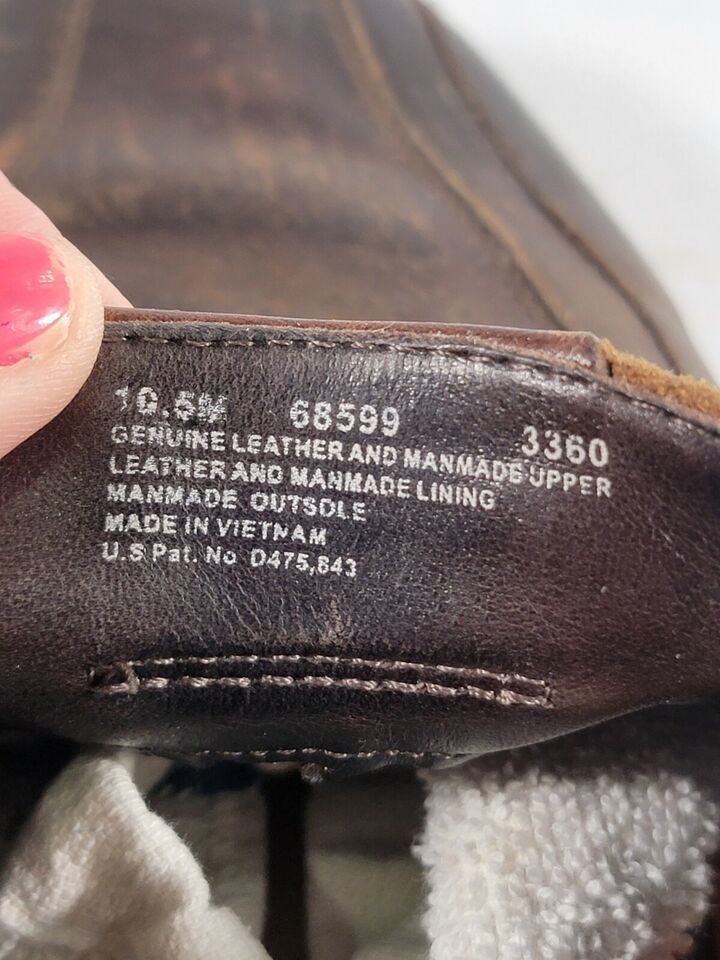 10.5M 68599 3360
GENUINE LEATHER AND MANMADE UPPER
LEATHER AND MANMADE LINING
MANMADE OUTSOLE
MADE IN VIETNAM
U.S Pat. No D475,843